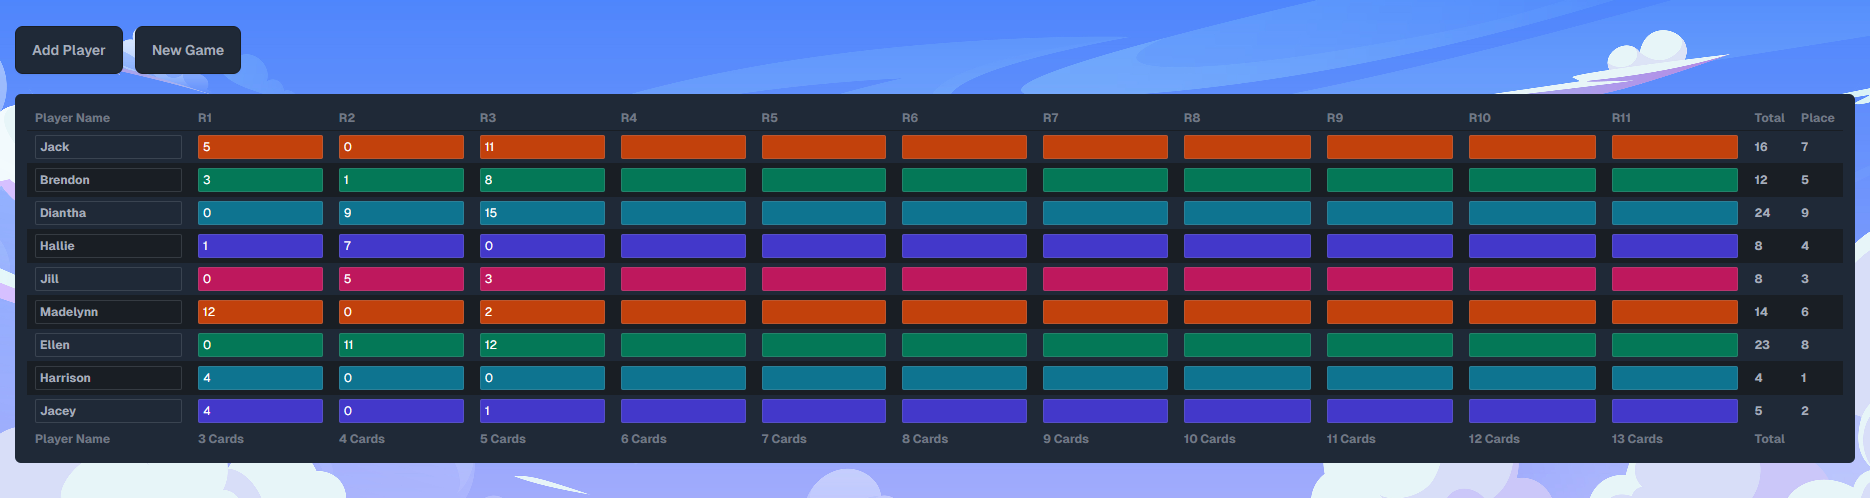 Add Player New Game
Player Name R1 R2 R3 R4 R5 R6 R7 R8 R9 R10 R11 Total Place
Jack 5 0 11 16 7
Brendon 3 1 8 12 5
Diantha 0 9 15 24 9
Hallie 1 7 0 8 4
Jill 0 5 3 8 3
Madelynn 12 0 2 14 6
Ellen 0 11 12 23 8
Harrison 4 0 0 4 1
Jacey 4 0 1 5 2
Player Name 3 Cards 4 Cards 5 Cards 6 Cards 7 Cards 8 Cards 9 Cards 10 Cards 11 Cards 12 Cards 13 Cards Total